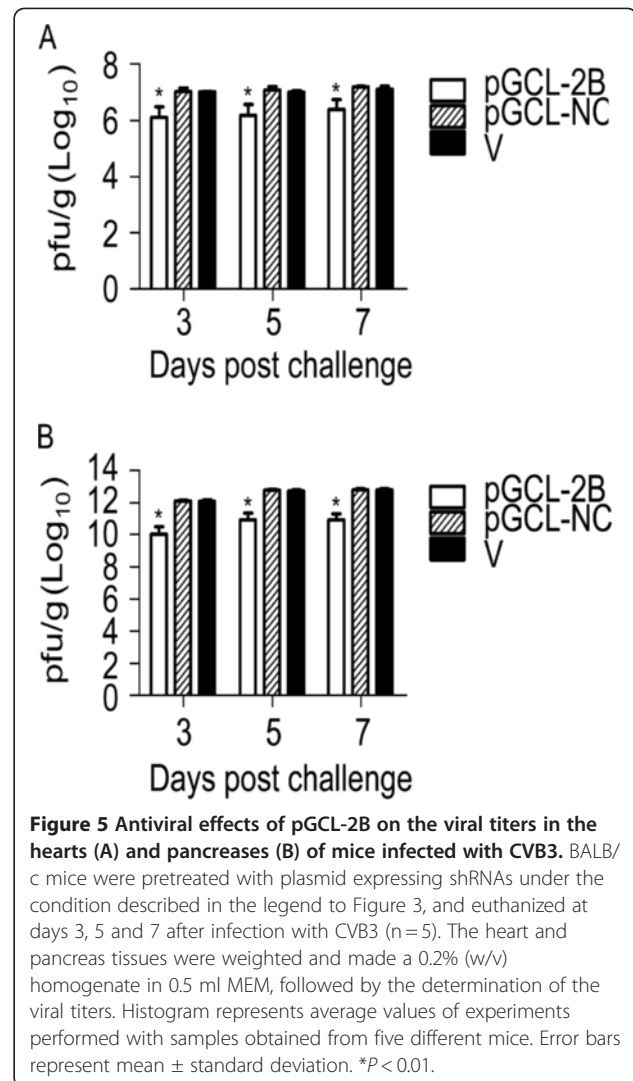 A
8
6
4
2
0
pfu/g (Log10)
* * *
3 5 7
Days post challenge
pGCL-2B
pGCL-NC
V
B
14
12
10
8
6
4
2
0
pfu/g (Log10)
* * *
3 5 7
Days post challenge
pGCL-2B
pGCL-NC
V
Figure 5 Antiviral effects of pGCL-2B on the viral titers in the
hearts (A) and pancreases (B) of mice infected with CVB3. BALB/
c mice were pretreated with plasmid expressing shRNAs under the
condition described in the legend to Figure 3, and euthanized at
days 3, 5 and 7 after infection with CVB3 (n = 5). The heart and
pancreas tissues were weighted and made a 0.2% (w/v)
homogenate in 0.5 ml MEM, followed by the determination of the
viral titers. Histogram represents average values of experiments
performed with samples obtained from five different mice. Error bars
represent mean ± standard deviation. *P < 0.01.